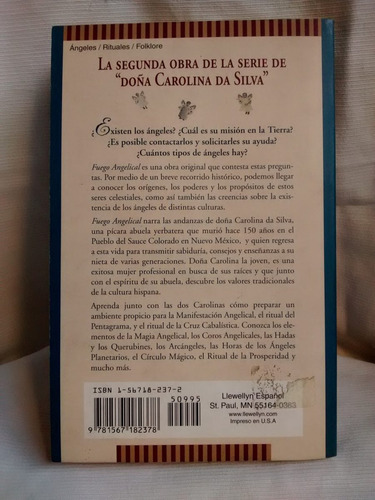 Ángeles / Rituales / Folklore
LA SEGUNDA OBRA DE LA SERIE DE
“DOÑA CAROLINA DA SILVA”
¿Existen los ángeles? ¿Cuál es su misión en la Tierra?
¿Es posible contactarlos y solicitarles su ayuda?
¿Cuántos tipos de ángeles hay?
Fuego Angelical es una obra original que contesta estas pregun-
tas. Por medio de un breve recorrido histórico, podemos llegar
a conocer los orígenes, los poderes y los propósitos de estos
seres celestiales, como así también las creencias sobre la exis-
tencia de los ángeles de distintas culturas.
Fuego Angelical narra las andanzas de doña Carolina da Silva,
una pícara abuela yerbatera que murió hace 150 años en el
Pueblo del Sauce Colorado en Nuevo México, y quien regresa
a esta vida para transmitir sabiduría, consejos y enseñanza a su
nieta de varias generaciones. Doña Carolina la joven, es una
exitosa mujer profesional en busca de sus raíces y que junto
con el espíritu de su abuela, descubre los valores tradicionales
de la cultura hispana.
Aprenda junto con las dos Carolinas cómo preparar un
ambiente propicio para la Manifestación Angelical, el ritual del
Pentagrama, y el ritual de la Cruz Cabalística. Conozca los ele-
mentos de la Magia Angelical, los Coros Angelicales, las Hadas
y los Querubines, los Arcángeles, las Horas de los Ángeles
Planetarios, el Círculo Mágico, el Ritual de la Prosperidad y
mucho más.
ISBN 1-56718-237-2
50995
9 781567 182378
Llewellyn Español
St. Paul, MN 55164-0383
www.llewellyn.com
Impreso en U.S.A